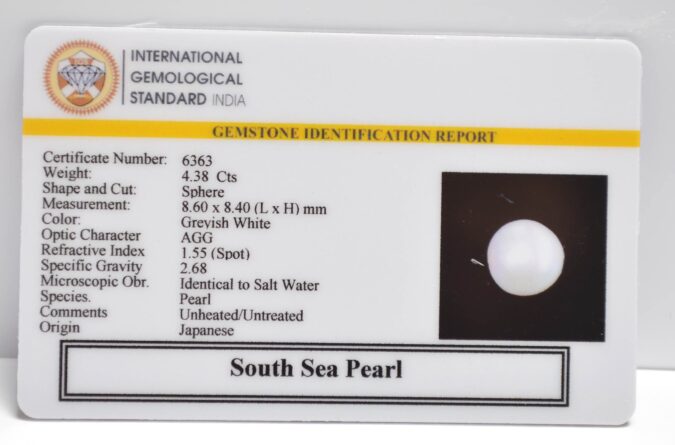 INTERNATIONAL
GEMOLOGICAL
STANDARD INDIA
GEMSTONE IDENTIFICATION REPORT
Certificate Number: 6363
Weight: 4.38 Cts
Shape and Cut: Sphere
Measurement: 8.60 x 8.40 (L x H) mm
Color: Greyish White
Optic Character AGG
Refractive Index 1.55 (Spot)
Specific Gravity 2.68
Microscopic Obr. Identical to Salt Water
Species. Pearl
Comments Unheated/Untreated
Origin Japanese
South Sea Pearl